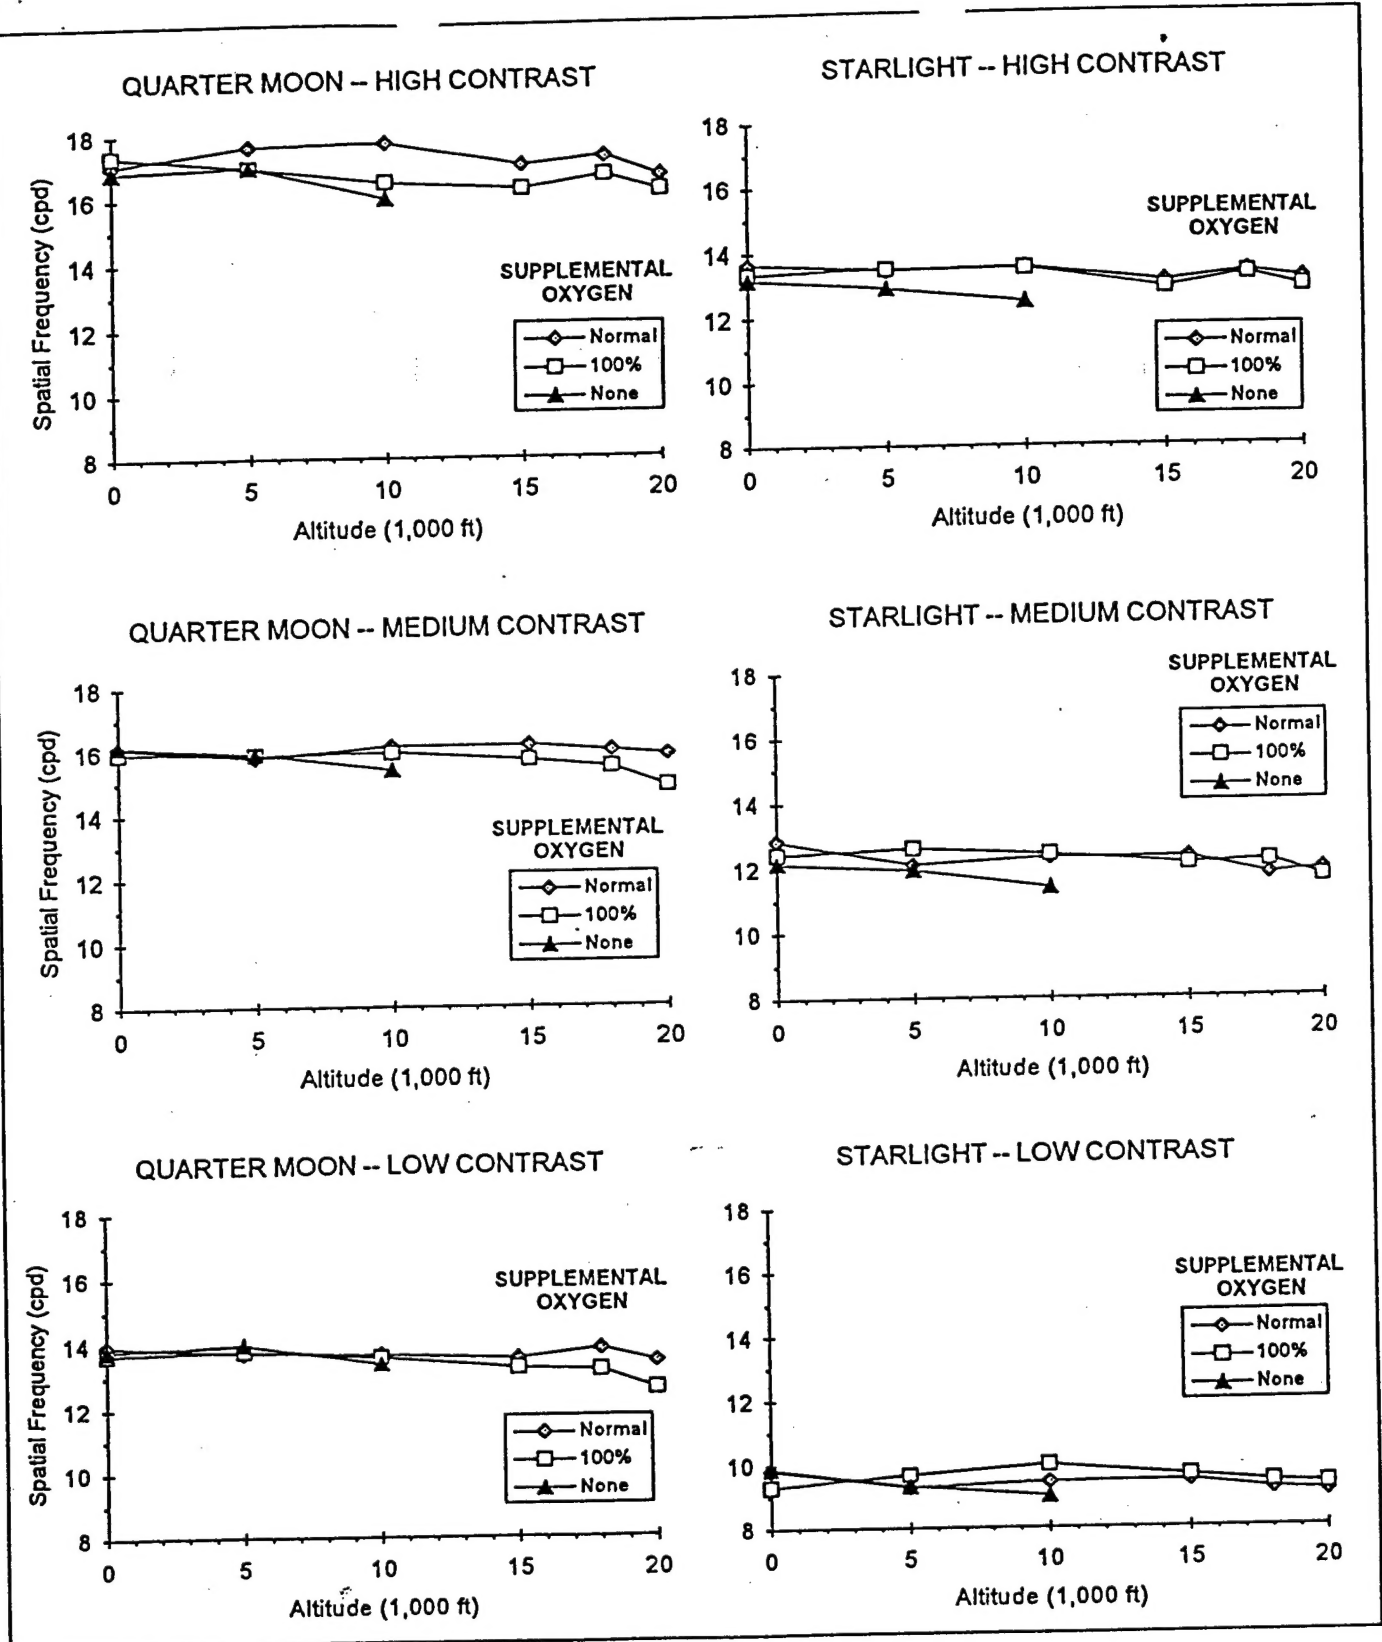 QUARTER MOON -- HIGH CONTRAST
Spatial Frequency (cpd)
18
16
14
12
10
8
0 5 10 15 20
Altitude (1,000 ft)
SUPPLEMENTAL
OXYGEN
Normal
100%
None
STARLIGHT -- HIGH CONTRAST
18
16
14
12
10
8
0 5 10 15 20
Altitude (1,000 ft)
SUPPLEMENTAL
OXYGEN
Normal
100%
None
QUARTER MOON -- MEDIUM CONTRAST
Spatial Frequency (cpd)
18
16
14
12
10
8
0 5 10 15 20
Altitude (1,000 ft)
SUPPLEMENTAL
OXYGEN
Normal
100%
None
STARLIGHT -- MEDIUM CONTRAST
18
16
14
12
10
8
0 5 10 15 20
Altitude (1,000 ft)
SUPPLEMENTAL
OXYGEN
Normal
100%
None
QUARTER MOON -- LOW CONTRAST
Spatial Frequency (cpd)
18
16
14
12
10
8
0 5 10 15 20
Altitude (1,000 ft)
SUPPLEMENTAL
OXYGEN
Normal
100%
None
STARLIGHT -- LOW CONTRAST
18
16
14
12
10
8
0 5 10 15 20
Altitude (1,000 ft)
SUPPLEMENTAL
OXYGEN
Normal
100%
None